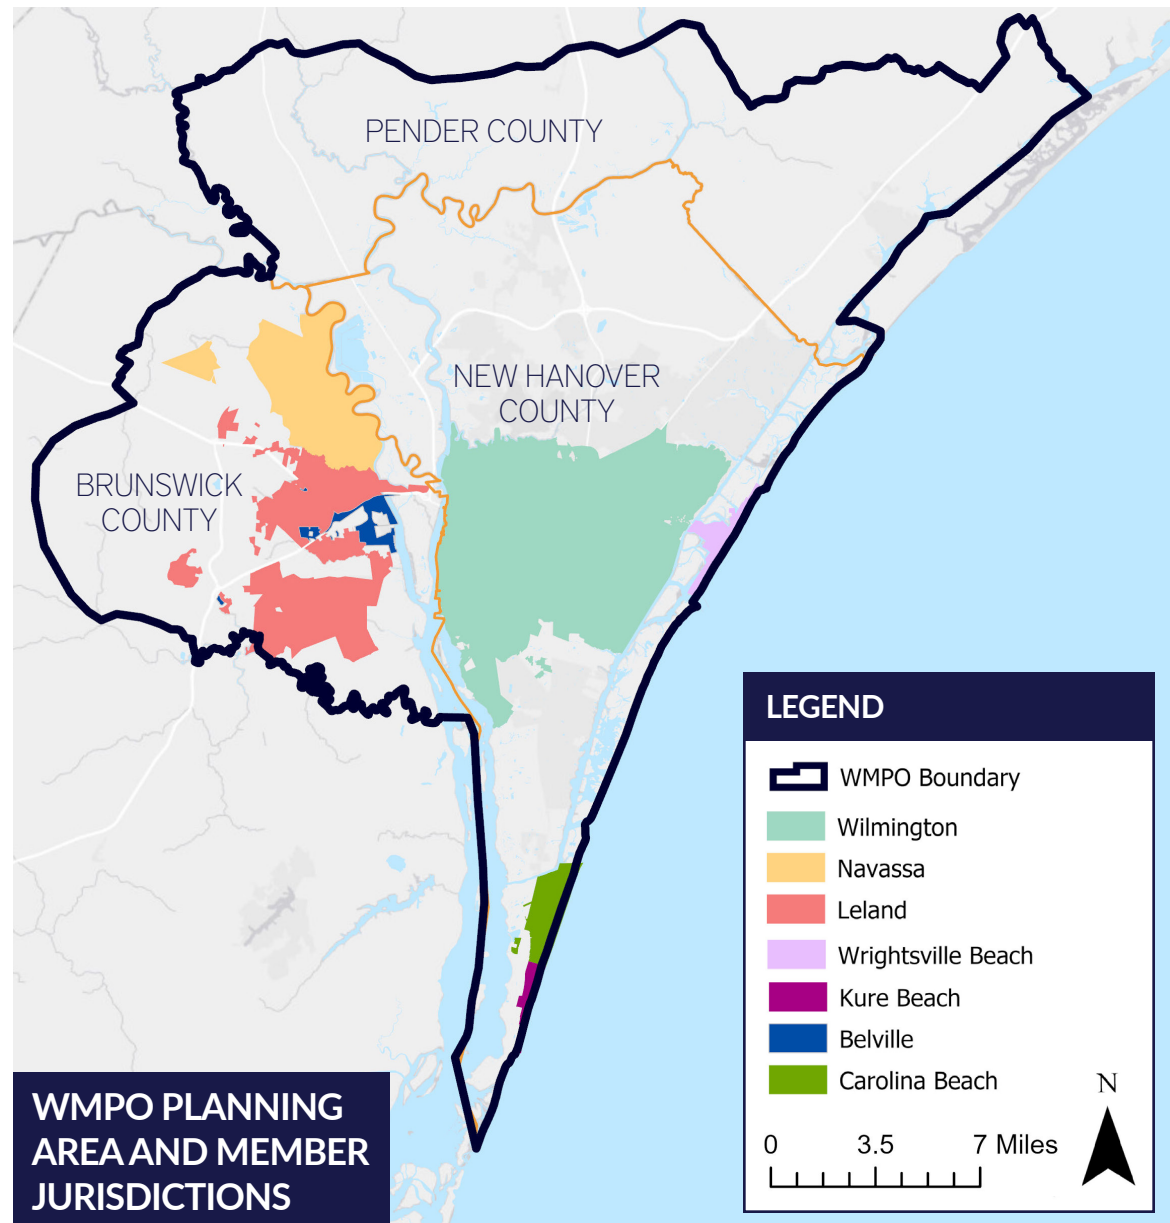 PENDER COUNTY
NEW HANOVER
COUNTY
BRUNSWICK
COUNTY
LEGEND
WMPO Boundary
Wilmington
Navassa
Leland
Wrightsville Beach
Kure Beach
Belville
Carolina Beach
N
0 3.5 7 Miles
WMPO PLANNING
AREA AND MEMBER
JURISDICTIONS